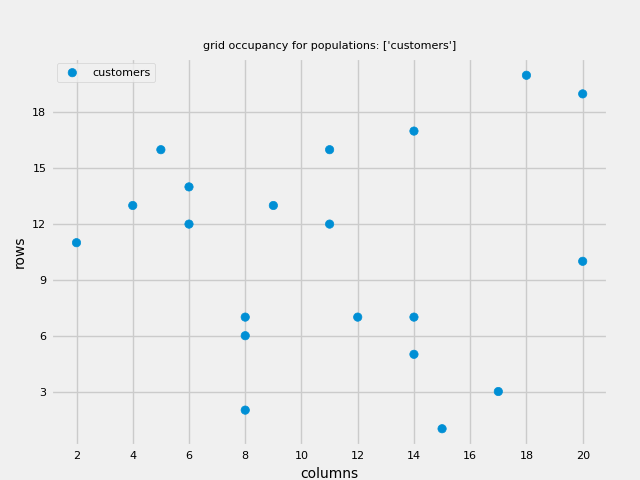 grid occupancy for populations: ['customers']
customers
18
15
12
9
6
3
rows
2 4 6 8 10 12 14 16 18 20
columns